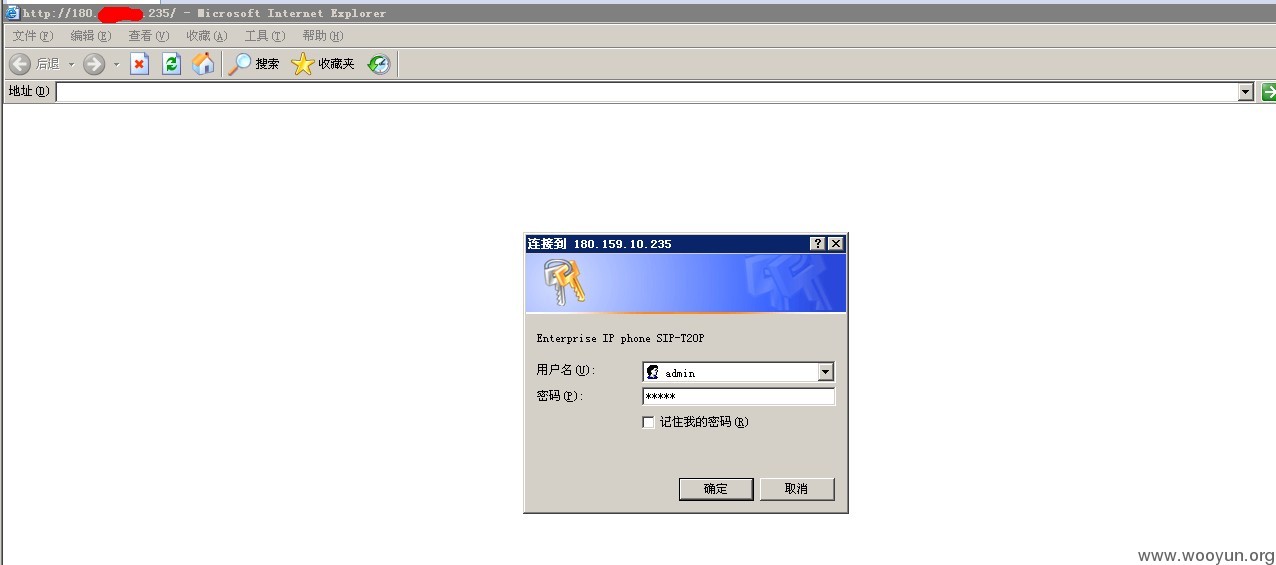 http://180. .235/ - Microsoft Internet Explorer
文件(F) 编辑(E) 查看(V) 收藏(A) 工具(T) 帮助(H)
后退 搜索 收藏夹
地址(D)
连接到 180.159.10.235
Enterprise IP phone SIP-T20P
用户名(U): admin
密码(P): *****
记住我的密码(R)
确定 取消
www.wooyun.org